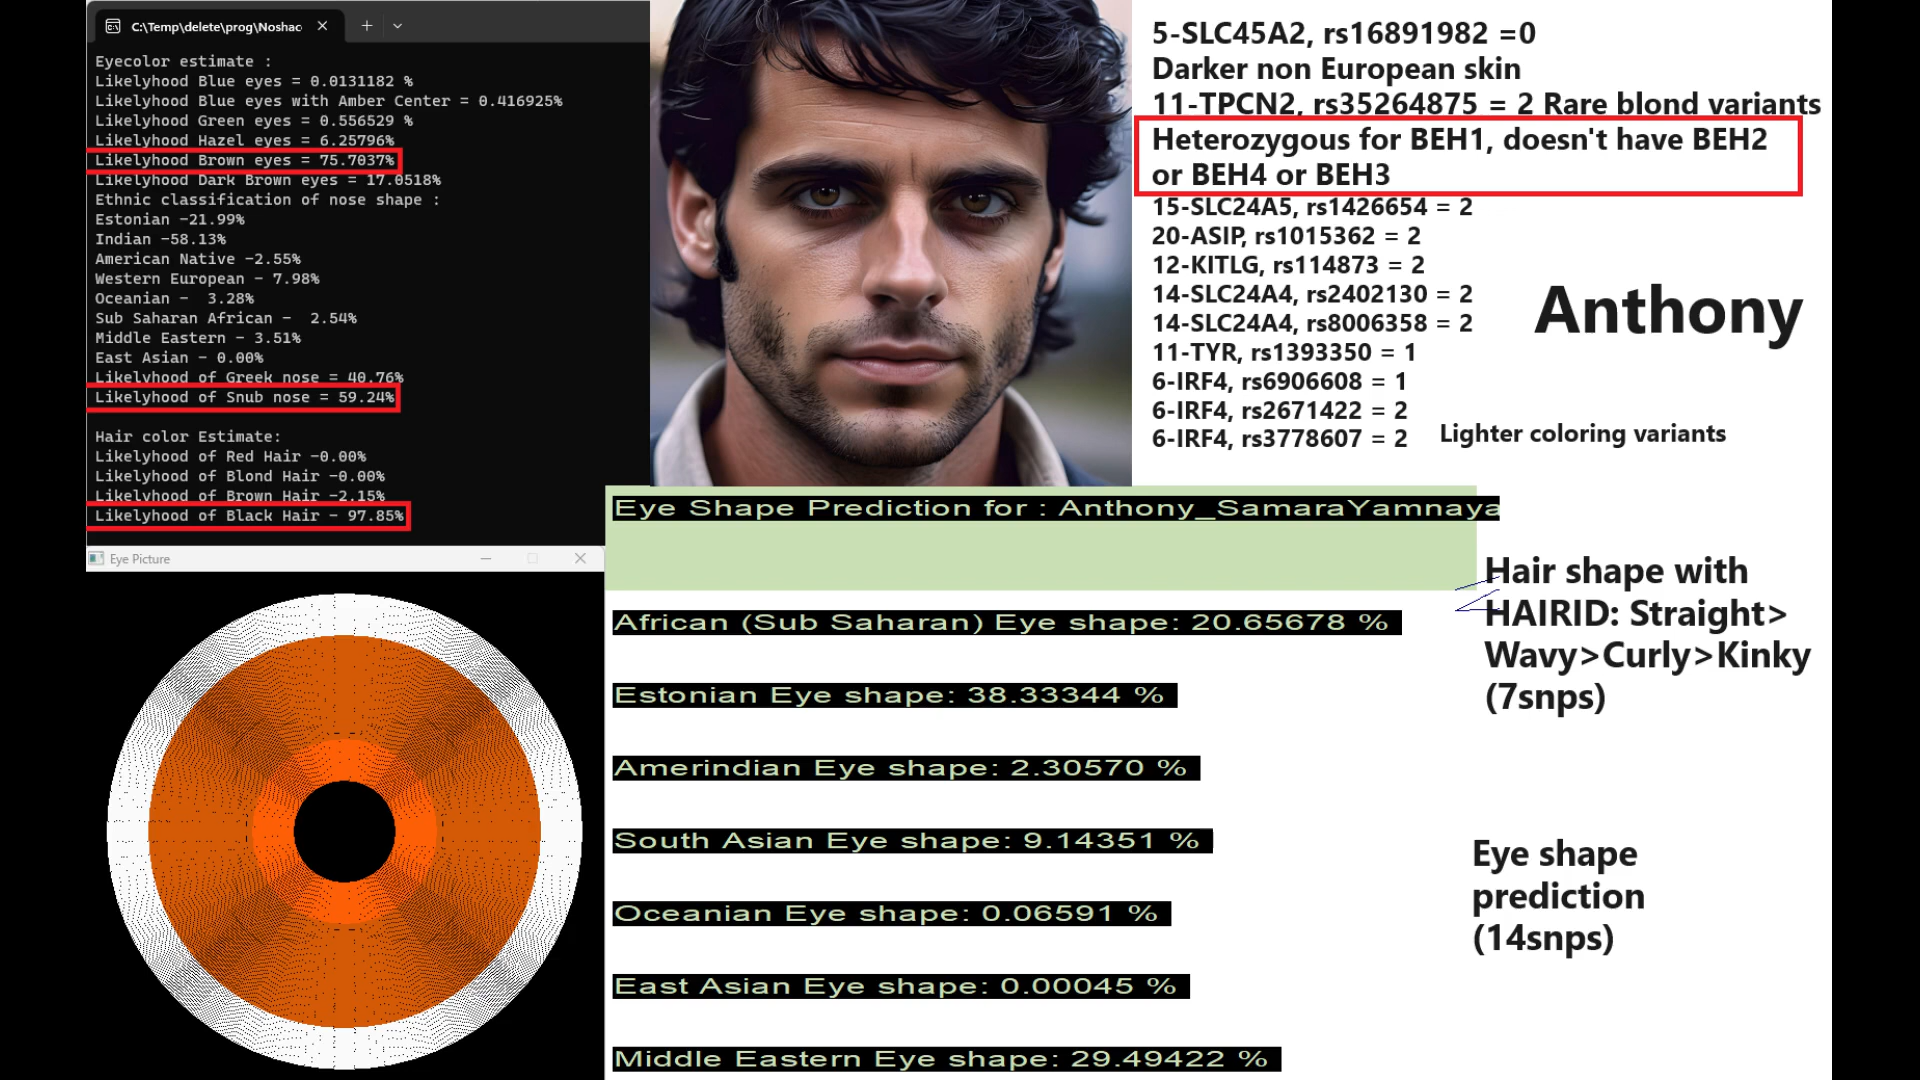 C:\Temp\delete\prog\Noshac
Eyecolor estimate :
Likelyhood Blue eyes = 0.0131182 %
Likelyhood Blue eyes with Amber Center = 0.416925%
Likelyhood Green eyes = 0.556529 %
Likelyhood Hazel eyes = 6.25796%
Likelyhood Brown eyes = 75.7037%
Likelyhood Dark Brown eyes = 17.0518%
Ethnic classification of nose shape :
Estonian -21.99%
Indian -58.13%
American Native -2.55%
Western European - 7.98%
Oceanian - 3.28%
Sub Saharan African - 2.54%
Middle Eastern - 3.51%
East Asian - 0.00%
Likelyhood of Greek nose = 40.76%
Likelyhood of Snub nose = 59.24%
Hair color Estimate:
Likelyhood of Red Hair -0.00%
Likelyhood of Blond Hair -0.00%
Likelyhood of Brown Hair -2.15%
Likelyhood of Black Hair - 97.85%
5-SLC45A2, rs16891982 =0
Darker non European skin
11-TPCN2, rs35264875 = 2 Rare blond variants
Heterozygous for BEH1, doesn't have BEH2
or BEH4 or BEH3
15-SLC24A5, rs1426654 = 2
20-ASIP, rs1015362 = 2
12-KITLG, rs114873 = 2
14-SLC24A4, rs2402130 = 2
14-SLC24A4, rs8006358 = 2
11-TYR, rs1393350 = 1
6-IRF4, rs6906608 = 1
6-IRF4, rs2671422 = 2
6-IRF4, rs3778607 = 2
Lighter coloring variants
Anthony
Eye Picture
Eye Shape Prediction for : Anthony_SamaraYamnaya
African (Sub Saharan) Eye shape: 20.65678 %
Estonian Eye shape: 38.33344 %
Amerindian Eye shape: 2.30570 %
South Asian Eye shape: 9.14351 %
Oceanian Eye shape: 0.06591 %
East Asian Eye shape: 0.00045 %
Middle Eastern Eye shape: 29.49422 %
Hair shape with
HAIRID: Straight>
Wavy>Curly>Kinky
(7snps)
Eye shape
prediction
(14snps)